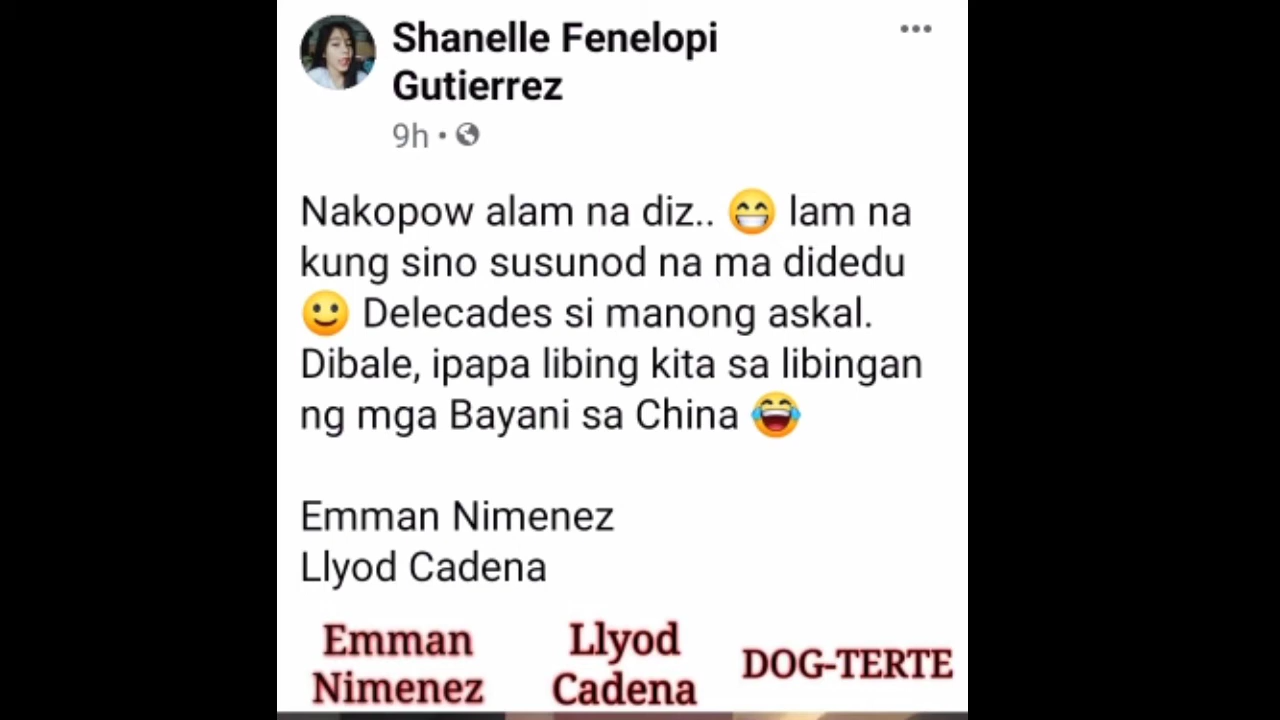 Shanelle Fenelopi
Gutierrez
9h •
Nakopow alam na diz.. 😁 lam na
kung sino susunod na ma didedu
🙂 Delecades si manong askal.
Dibale, ipapa libing kita sa libingan
ng mga Bayani sa China 😂
Emman Nimenez
Llyod Cadena
Emman
Nimenez
Llyod
Cadena
DOG-TERTE